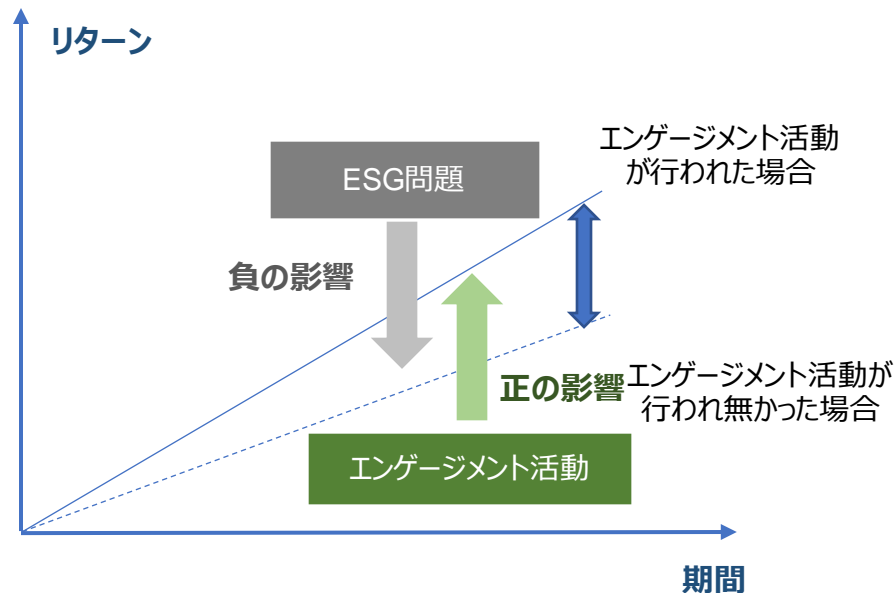 リターン
エンゲージメント活動
が行われた場合
ESG問題
負の影響
正の影響
エンゲージメント活動が
行われ無かった場合
エンゲージメント活動
期間